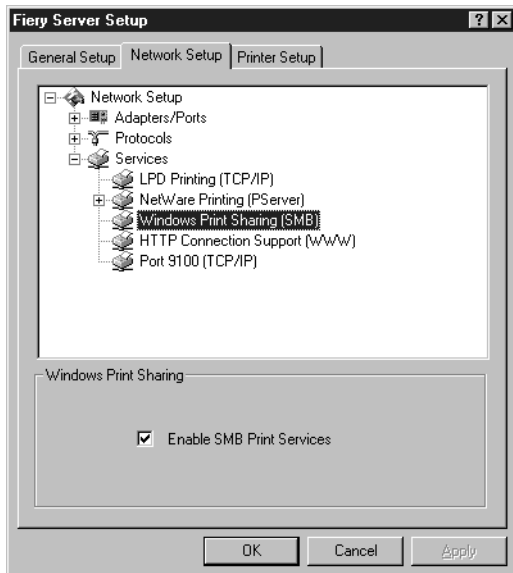 Fiery Server Setup
General Setup Network Setup Printer Setup
Network Setup
Adapters/Ports
Protocols
Services
LPD Printing (TCP/IP)
NetWare Printing (PServer)
Windows Print Sharing (SMB)
HTTP Connection Support (WWW)
Port 9100 (TCP/IP)
Windows Print Sharing
Enable SMB Print Services
OK Cancel Apply